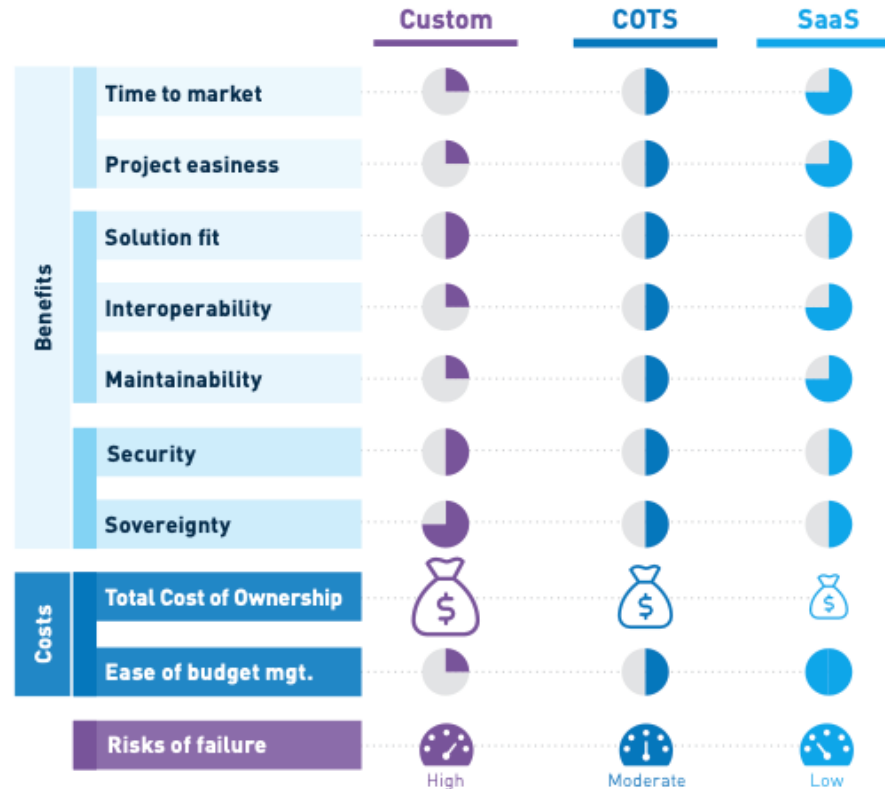 Custom COTS SaaS
Benefits
Time to market
Project easiness
Solution fit
Interoperability
Maintainability
Security
Sovereignty
Costs
Total Cost of Ownership $ $ $
Ease of budget mgt.
Risks of failure
High Moderate Low